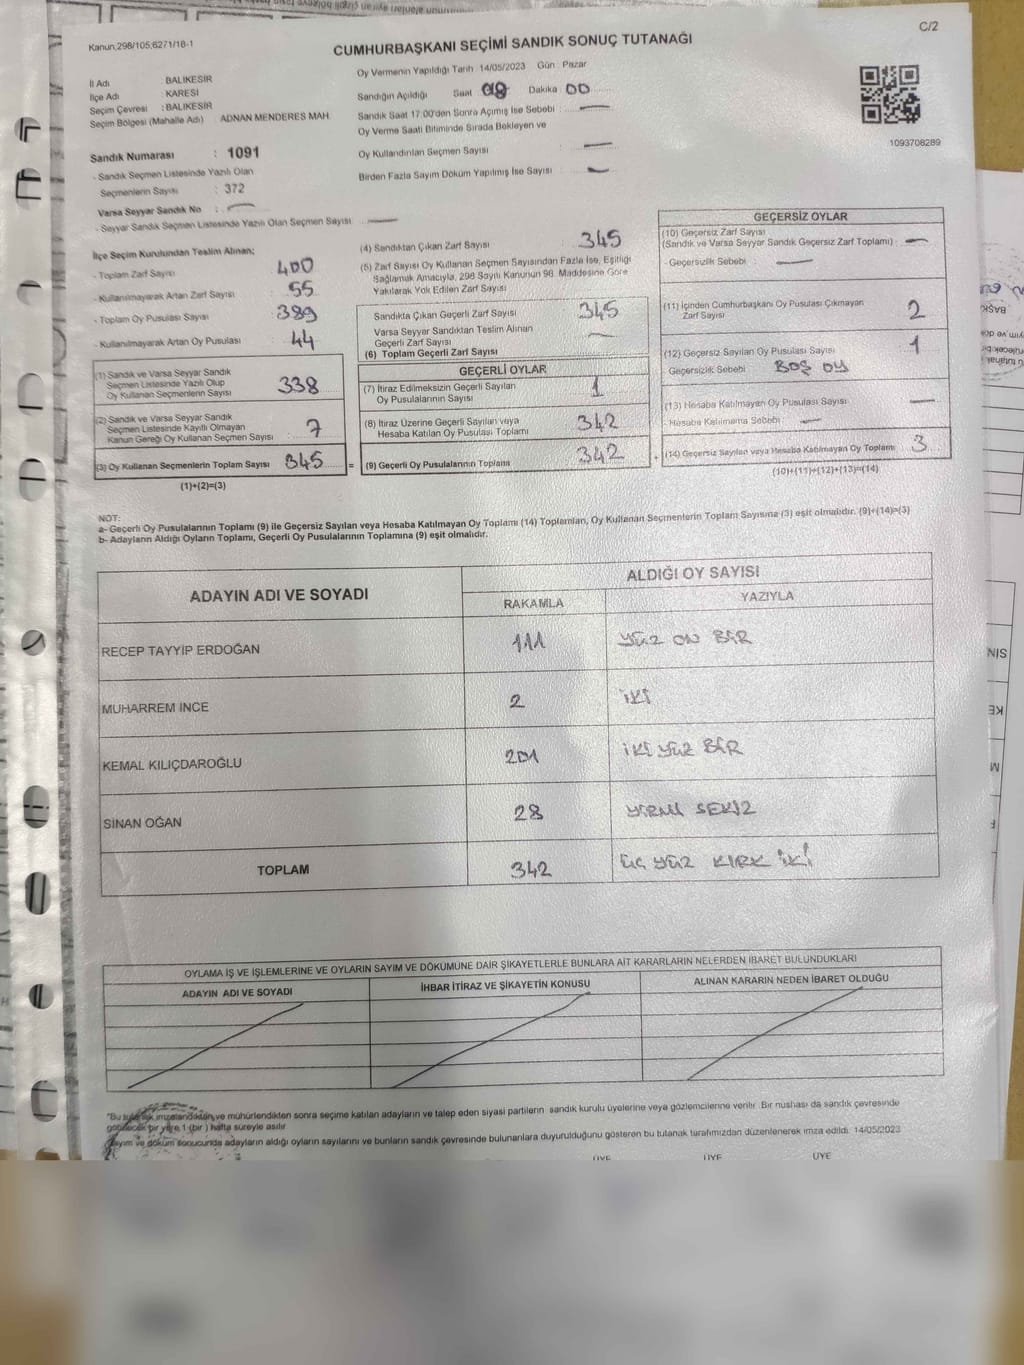 C/2
Kanun,298/105,6271/18-1
CUMHURBAŞKANI SEÇİMİ SANDIK SONUÇ TUTANAĞI
İl Adı : BALIKESİR
İlçe Adı : KARESİ
Seçim Çevresi : BALIKESİR
Seçim Bölgesi (Mahalle Adı) ADNAN MENDERES MAH.
Sandık Numarası : 1091
- Sandık Seçmen Listesinde Yazılı Olan
Seçmenlerin Sayısı : 372
Varsa Seyyar Sandık No : —
- Seyyar Sandık Seçmen Listesinde Yazılı Olan Seçmen Sayısı : —
Oy Vermenin Yapıldığı Tarih 14/05/2023 Gün : Pazar
Sandığın Açıldığı Saat Dakika 00
Sandık Saat 17.00'den Sonra Açımış İse Sebebi : —
Oy Verme Saati Bitiminde Sırada Bekleyen ve
Oy Kullandırılan Seçmen Sayısı —
Birden Fazla Sayım Döküm Yapılmış İse Sayısı —
1093708289
İlçe Seçim Kurulundan Teslim Alınan;
- Toplam Zarf Sayısı 400
- Kullanılmayarak Artan Zarf Sayısı 55
- Toplam Oy Pusulası Sayısı 389
- Kullanılmayarak Artan Oy Pusulası 44
(1) Sandık ve Varsa Seyyar Sandık
Seçmen Listesinde Yazılı Olup
Oy Kullanan Seçmenlerin Sayısı 338
(2) Sandık ve Varsa Seyyar Sandık
Seçmen Listesinde Kayıtlı Olmayan
Kanun Gereği Oy Kullanan Seçmen Sayısı 7
(3) Oy Kullanan Seçmenlerin Toplam Sayısı 345
(1)+(2)=(3)
(4) Sandıktan Çıkan Zarf Sayısı 345
(5) Zarf Sayısı Oy Kullanan Seçmen Sayısından Fazla İse, Eşitliği
Sağlamak Amacıyla, 298 Sayılı Kanunun 98. Maddesine Göre
Yakılarak Yok Edilen Zarf Sayısı
Sandıkta Çıkan Geçerli Zarf Sayısı 345
Varsa Seyyar Sandıktan Teslim Alınan
Geçerli Zarf Sayısı —
(6) Toplam Geçerli Zarf Sayısı
GEÇERLİ OYLAR
(7) İtiraz Edilmeksizin Geçerli Sayılan
Oy Pusulalarının Sayısı 1
(8) İtiraz Üzerine Geçerli Sayılan veya
Hesaba Katılan Oy Pusulası Toplamı 342
= (9) Geçerli Oy Pusulalarının Toplamı 342
GEÇERSİZ OYLAR
(10) Geçersiz Zarf Sayısı
(Sandık ve Varsa Seyyar Sandık Geçersiz Zarf Toplamı) : —
- Geçersizlik Sebebi : —
(11) İçinden Cumhurbaşkanı Oy Pusulası Çıkmayan
Zarf Sayısı 2
(12) Geçersiz Sayılan Oy Pusulası Sayısı 1
Geçersizlik Sebebi BOŞ OY
(13) Hesaba Katılmayan Oy Pusulası Sayısı —
- Hesaba Katılmama Sebebi : —
+ (14) Geçersiz Sayılan veya Hesaba Katılmayan Oy Toplamı 3
(10)+(11)+(12)+(13)=(14)
NOT:
a- Geçerli Oy Pusulalarının Toplamı (9) ile Geçersiz Sayılan veya Hesaba Katılmayan Oy Toplamı (14) Toplamları, Oy Kullanan Seçmenlerin Toplam Sayısına (3) eşit olmalıdır. (9)+(14)=(3)
b- Adayların Aldığı Oyların Toplamı, Geçerli Oy Pusulalarının Toplamına (9) eşit olmalıdır.
ADAYIN ADI VE SOYADI ALDIĞI OY SAYISI
RAKAMLA YAZIYLA
RECEP TAYYİP ERDOĞAN 111 YÜZ ON BİR
MUHARREM İNCE 2 İKİ
KEMAL KILIÇDAROĞLU 201 İKİ YÜZ BİR
SİNAN OĞAN 28 YİRMİ SEKİZ
TOPLAM 342 ÜÇ YÜZ KIRK İKİ
OYLAMA İŞ VE İŞLEMLERİNE VE OYLARIN SAYIM VE DÖKÜMÜNE DAİR ŞİKAYETLERLE BUNLARA AİT KARARLARIN NELERDEN İBARET BULUNDUKLARI
ADAYIN ADI VE SOYADI İHBAR İTİRAZ VE ŞİKAYETİN KONUSU ALINAN KARARIN NEDEN İBARET OLDUĞU
"Bu tutanak imzalandıktan ve mühürlendikten sonra seçime katılan adayların ve talep eden siyasi partilerin sandık kurulu üyelerine veya gözlemcilerine verilir. Bir nüshası da sandık çevresinde
görülecek bir yere 1 (bir ) hafta süreyle asılır.
Sayım ve döküm sonucunda adayların aldığı oyların sayılarını ve bunların sandık çevresinde bulunanlara duyurulduğunu gösteren bu tutanak tarafımızdan düzenlenerek imza edildi. 14/05/2023
ÜYE ÜYE ÜYE